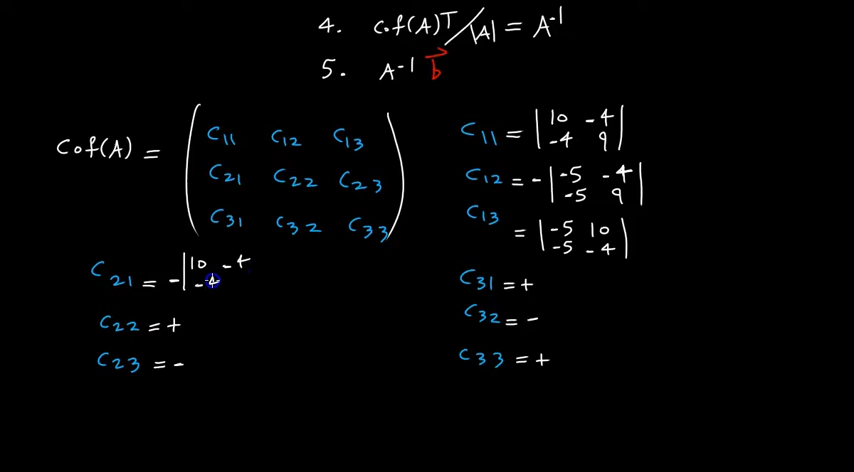 4. Cof(A)T/|A| = A-1
5. A-1 b
Cof(A) =
C11 C12 C13
C21 C22 C23
C31 C32 C33
C11 = | 10 -4
-4 9 |
C12 = - | -5 -4
-5 9 |
C13 = | -5 10
-5 -4 |
C21 = - | 10 -4
-4
C22 = +
C23 = -
C31 = +
C32 = -
C33 = +